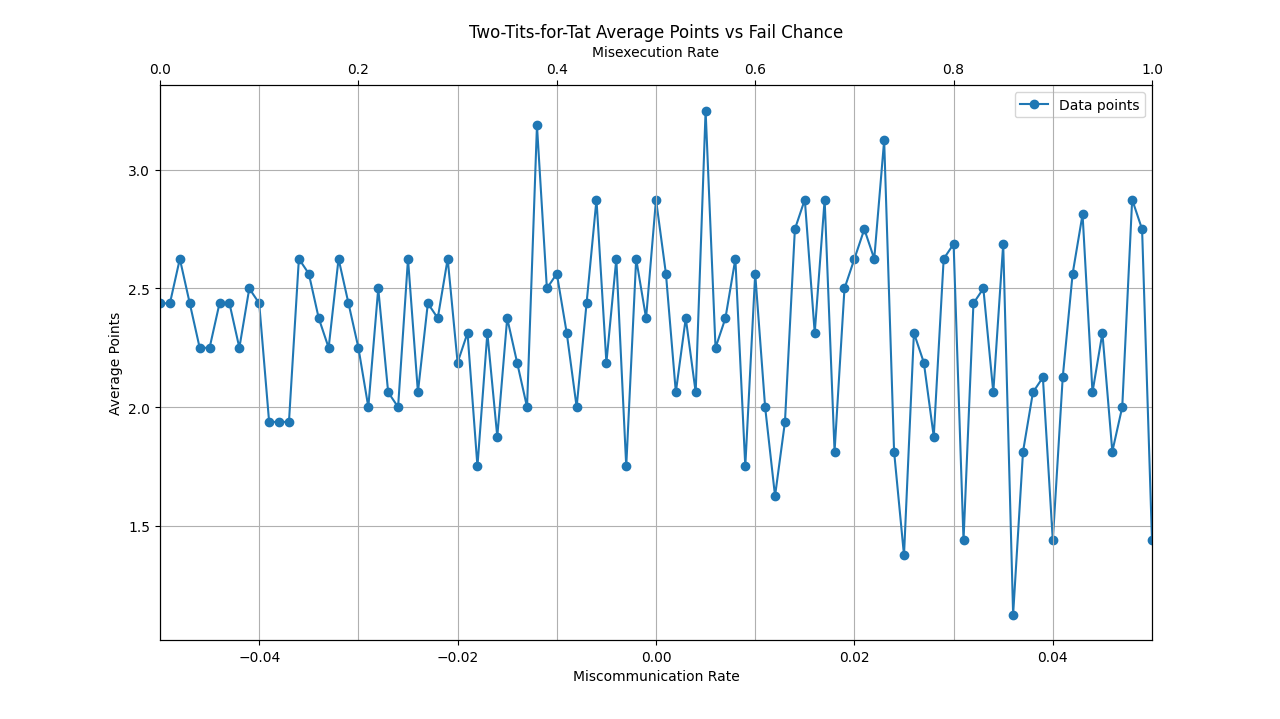 Two-Tits-for-Tat Average Points vs Fail Chance
Misexecution Rate
0.0 0.2 0.4 0.6 0.8 1.0
Data points
3.0
2.5
2.0
1.5
Average Points
−0.04 −0.02 0.00 0.02 0.04
Miscommunication Rate